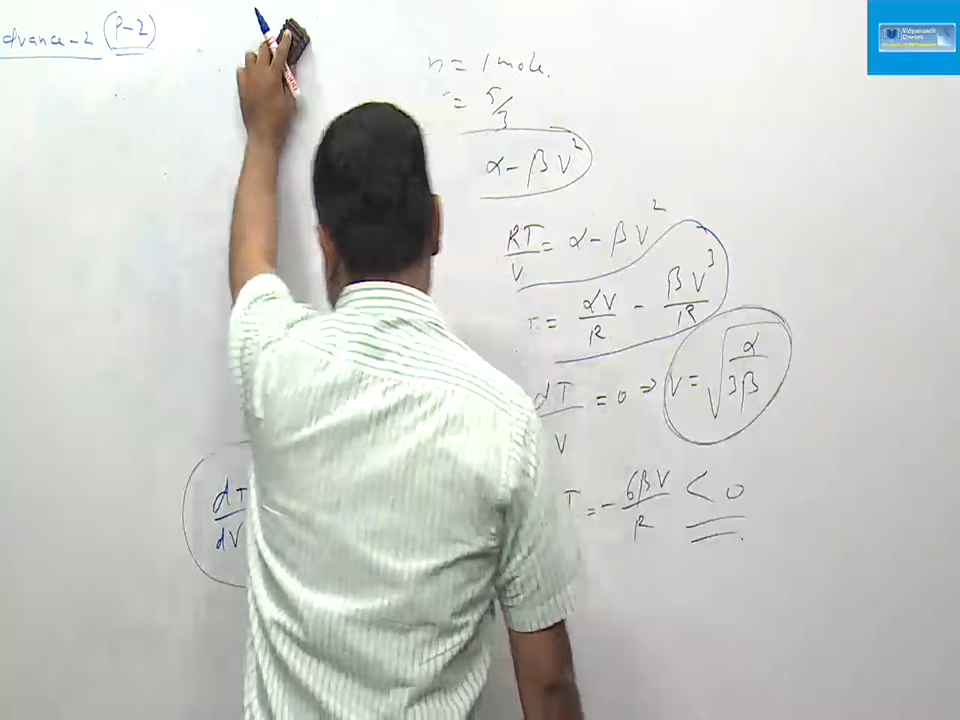 dvance-2 (P-2)
n = 1 mole.
= 5/3
α - βV²
RT/V = α - βV²
T = αV/R - βV³/R
dT/V = 0 ⇒ V = √(α/3β)
T = - 6βV/R < 0
dT/dV
Vidyamandir
Classes